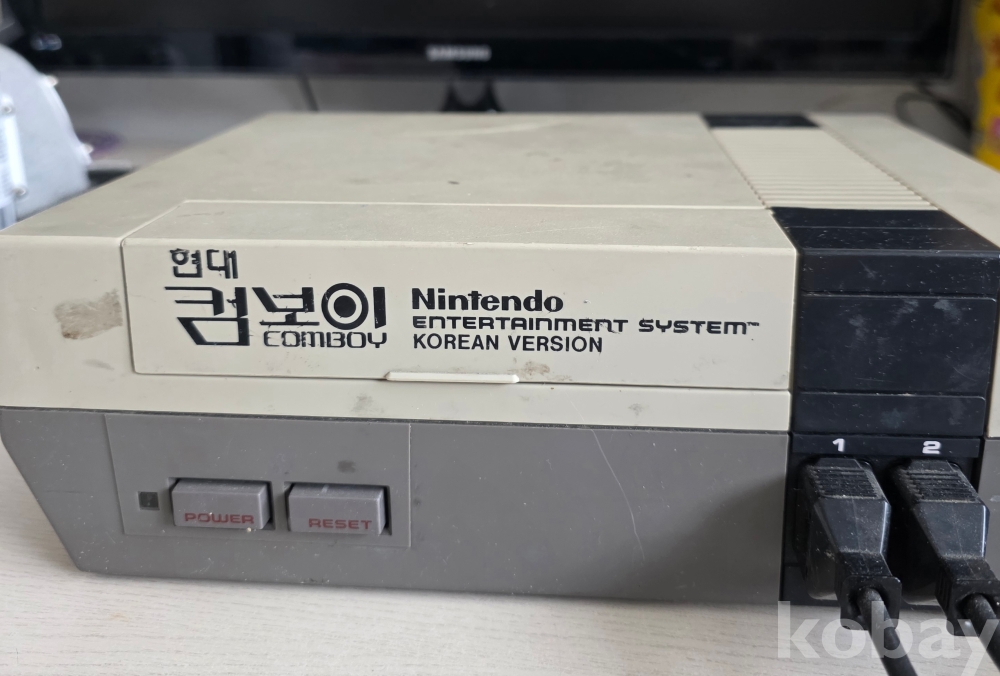 SAMSUNG
현대
컴보이
COMBOY
Nintendo
ENTERTAINMENT SYSTEM™
KOREAN VERSION
1 2
POWER
RESET
kobay